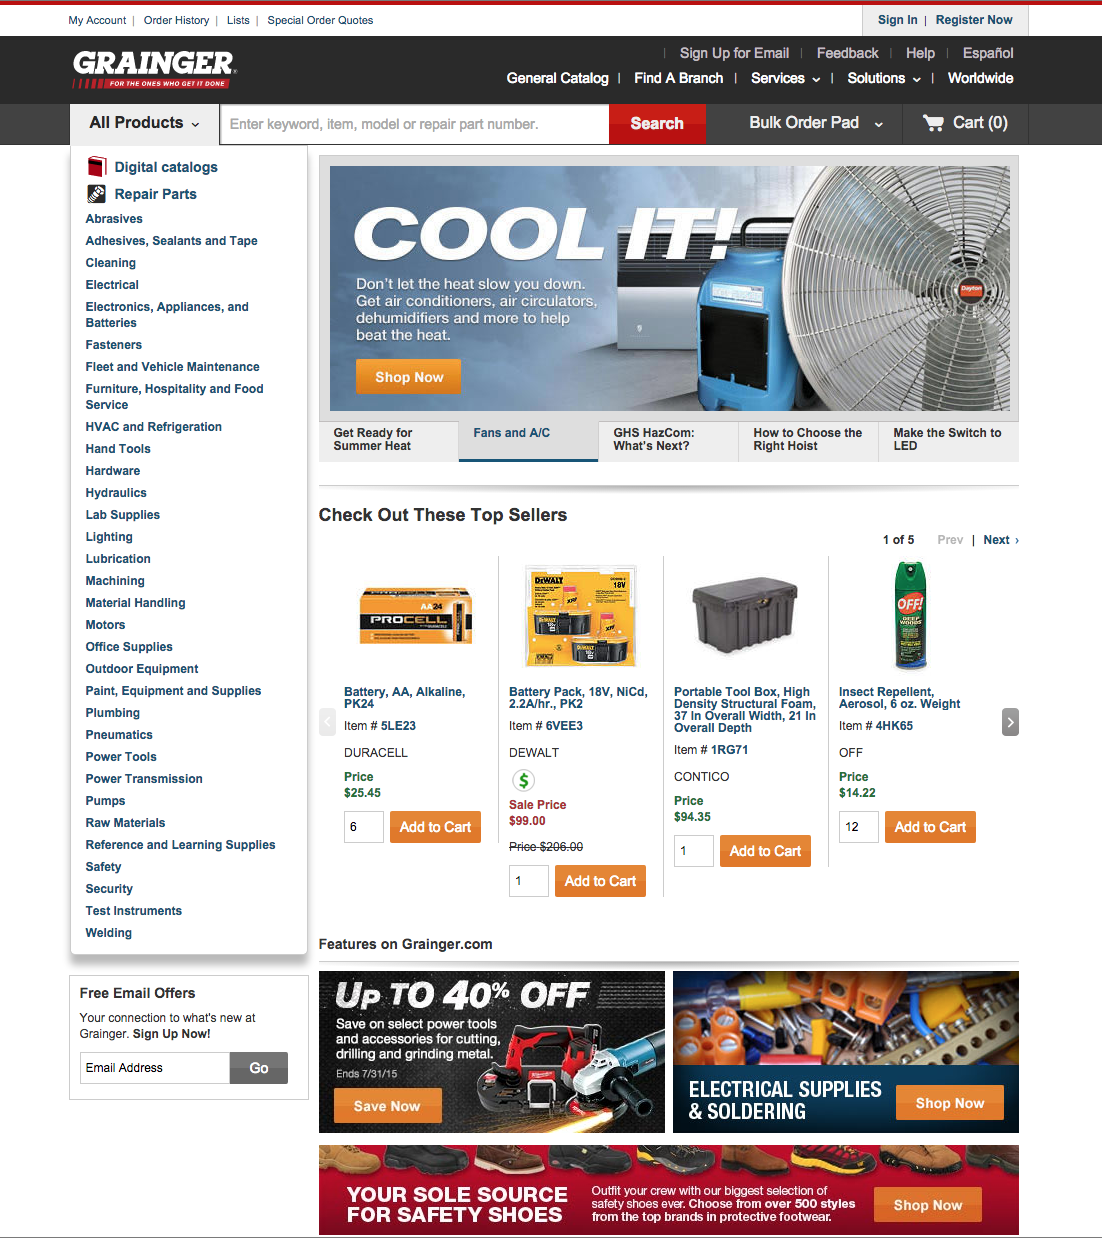 My Account | Order History | Lists | Special Order Quotes
Sign In | Register Now
GRAINGER
FOR THE ONES WHO GET IT DONE
| Sign Up for Email | Feedback | Help | Español
General Catalog | Find A Branch | Services | Solutions | Worldwide
All Products
Enter keyword, item, model or repair part number.
Search
Bulk Order Pad
Cart (0)
Digital catalogs
Repair Parts
Abrasives
Adhesives, Sealants and Tape
Cleaning
Electrical
Electronics, Appliances, and
Batteries
Fasteners
Fleet and Vehicle Maintenance
Furniture, Hospitality and Food
Service
HVAC and Refrigeration
Hand Tools
Hardware
Hydraulics
Lab Supplies
Lighting
Lubrication
Machining
Material Handling
Motors
Office Supplies
Outdoor Equipment
Paint, Equipment and Supplies
Plumbing
Pneumatics
Power Tools
Power Transmission
Pumps
Raw Materials
Reference and Learning Supplies
Safety
Security
Test Instruments
Welding
Free Email Offers
Your connection to what's new at
Grainger. Sign Up Now!
Email Address
Go
COOL IT!
Don't let the heat slow you down.
Get air conditioners, air circulators,
dehumidifiers and more to help
beat the heat.
Shop Now
Dayton
Get Ready for
Summer Heat
Fans and A/C
GHS HazCom:
What's Next?
How to Choose the
Right Hoist
Make the Switch to
LED
Check Out These Top Sellers
1 of 5 Prev | Next ›
AA24
PROCELL
Battery, AA, Alkaline,
PK24
Item # 5LE23
DURACELL
Price
$25.45
6
Add to Cart
DEWALT
18V
XRP
Battery Pack, 18V, NiCd,
2.2A/hr., PK2
Item # 6VEE3
DEWALT
$
Sale Price
$99.00
Price $206.00
1
Add to Cart
Portable Tool Box, High
Density Structural Foam,
37 In Overall Width, 21 In
Overall Depth
Item # 1RG71
CONTICO
Price
$94.35
1
Add to Cart
OFF!
DEEP
WOODS
Insect Repellent,
Aerosol, 6 oz. Weight
Item # 4HK65
OFF
Price
$14.22
12
Add to Cart
Features on Grainger.com
UP TO 40% OFF
Save on select power tools
and accessories for cutting,
drilling and grinding metal.
Ends 7/31/15
Save Now
ELECTRICAL SUPPLIES
& SOLDERING
Shop Now
YOUR SOLE SOURCE
FOR SAFETY SHOES
Outfit your crew with our biggest selection of
safety shoes ever. Choose from over 500 styles
from the top brands in protective footwear.
Shop Now